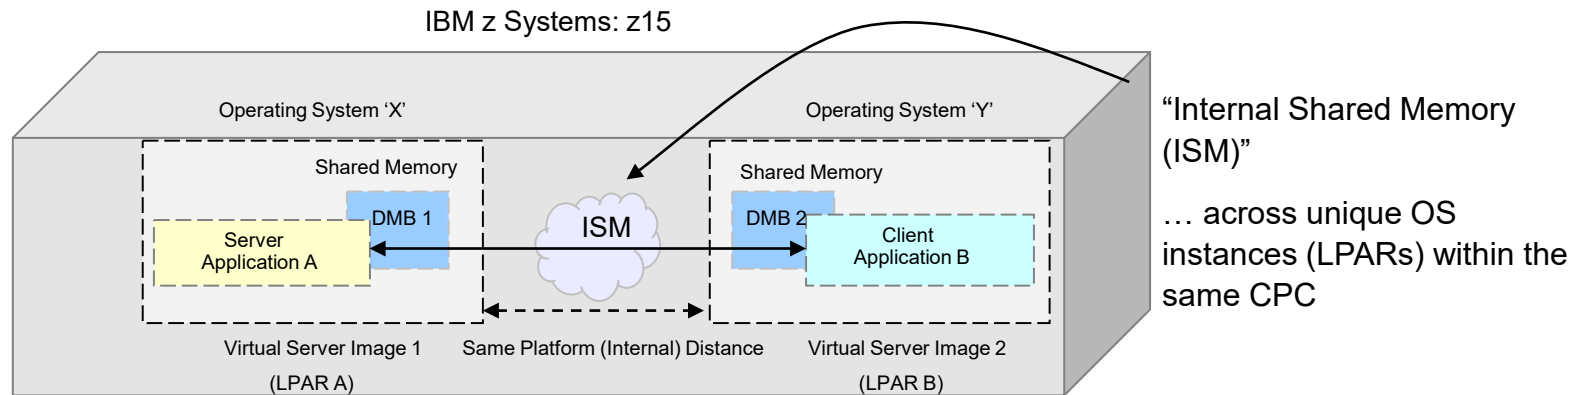 IBM z Systems: z15
Operating System ‘X’
Operating System ‘Y’
“Internal Shared Memory
(ISM)”
… across unique OS
instances (LPARs) within the
same CPC
Shared Memory
DMB 1
Server
Application A
ISM
Shared Memory
DMB 2
Client
Application B
Virtual Server Image 1
(LPAR A)
Same Platform (Internal) Distance
Virtual Server Image 2
(LPAR B)